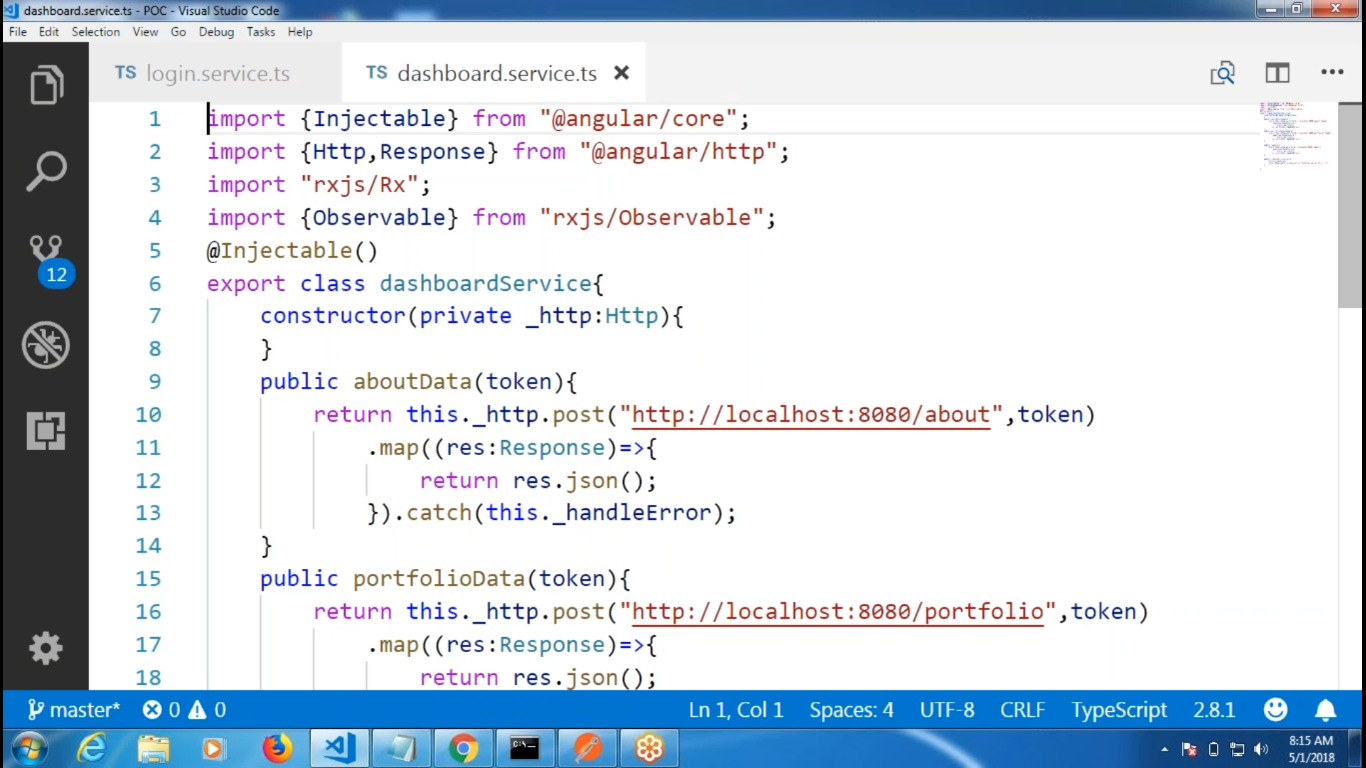 dashboard.service.ts - POC - Visual Studio Code
File Edit Selection View Go Debug Tasks Help
TS login.service.ts TS dashboard.service.ts
1 import {Injectable} from "@angular/core";
2 import {Http,Response} from "@angular/http";
3 import "rxjs/Rx";
4 import {Observable} from "rxjs/Observable";
5 @Injectable()
6 export class dashboardService{
7 constructor(private _http:Http){
8 }
9 public aboutData(token){
10 return this._http.post("http://localhost:8080/about",token)
11 .map((res:Response)=>{
12 return res.json();
13 }).catch(this._handleError);
14 }
15 public portfolioData(token){
16 return this._http.post("http://localhost:8080/portfolio",token)
17 .map((res:Response)=>{
18 return res.json();
12
master* 0 0 Ln 1, Col 1 Spaces: 4 UTF-8 CRLF TypeScript 2.8.1
8:15 AM
5/1/2018